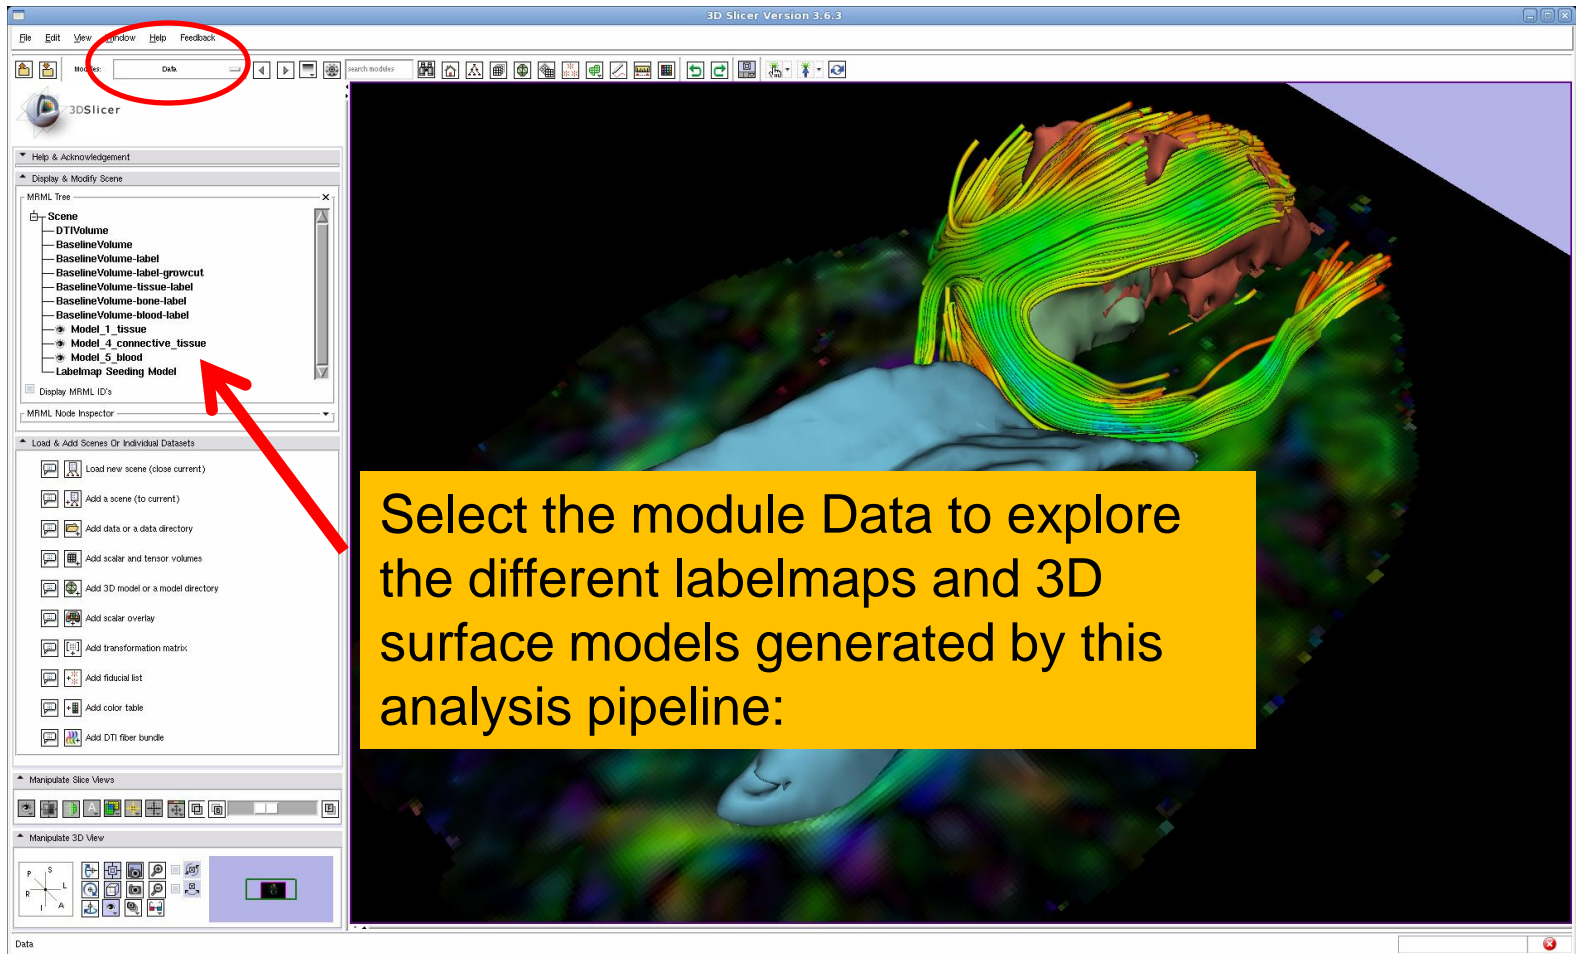 3D Slicer Version 3.6.3
File Edit View Window Help Feedback
Modules: Data search modules
3DSlicer
Help & Acknowledgement
Display & Modify Scene
MRML Tree
Scene
DTIVolume
BaselineVolume
BaselineVolume-label
BaselineVolume-label-growcut
BaselineVolume-tissue-label
BaselineVolume-bone-label
BaselineVolume-blood-label
Model_1_tissue
Model_4_connective_tissue
Model_5_blood
Labelmap Seeding Model
Display MRML ID's
MRML Node Inspector
Load & Add Scenes Or Individual Datasets
Load new scene (close current)
Add a scene (to current)
Add data or a data directory
Add scalar and tensor volumes
Add 3D model or a model directory
Add scalar overlay
Add transformation matrix
Add fiducial list
Add color table
Add DTI fiber bundle
Select the module Data to explore
the different labelmaps and 3D
surface models generated by this
analysis pipeline:
Manipulate Slice Views
Manipulate 3D View
P S
R L
I A
Data